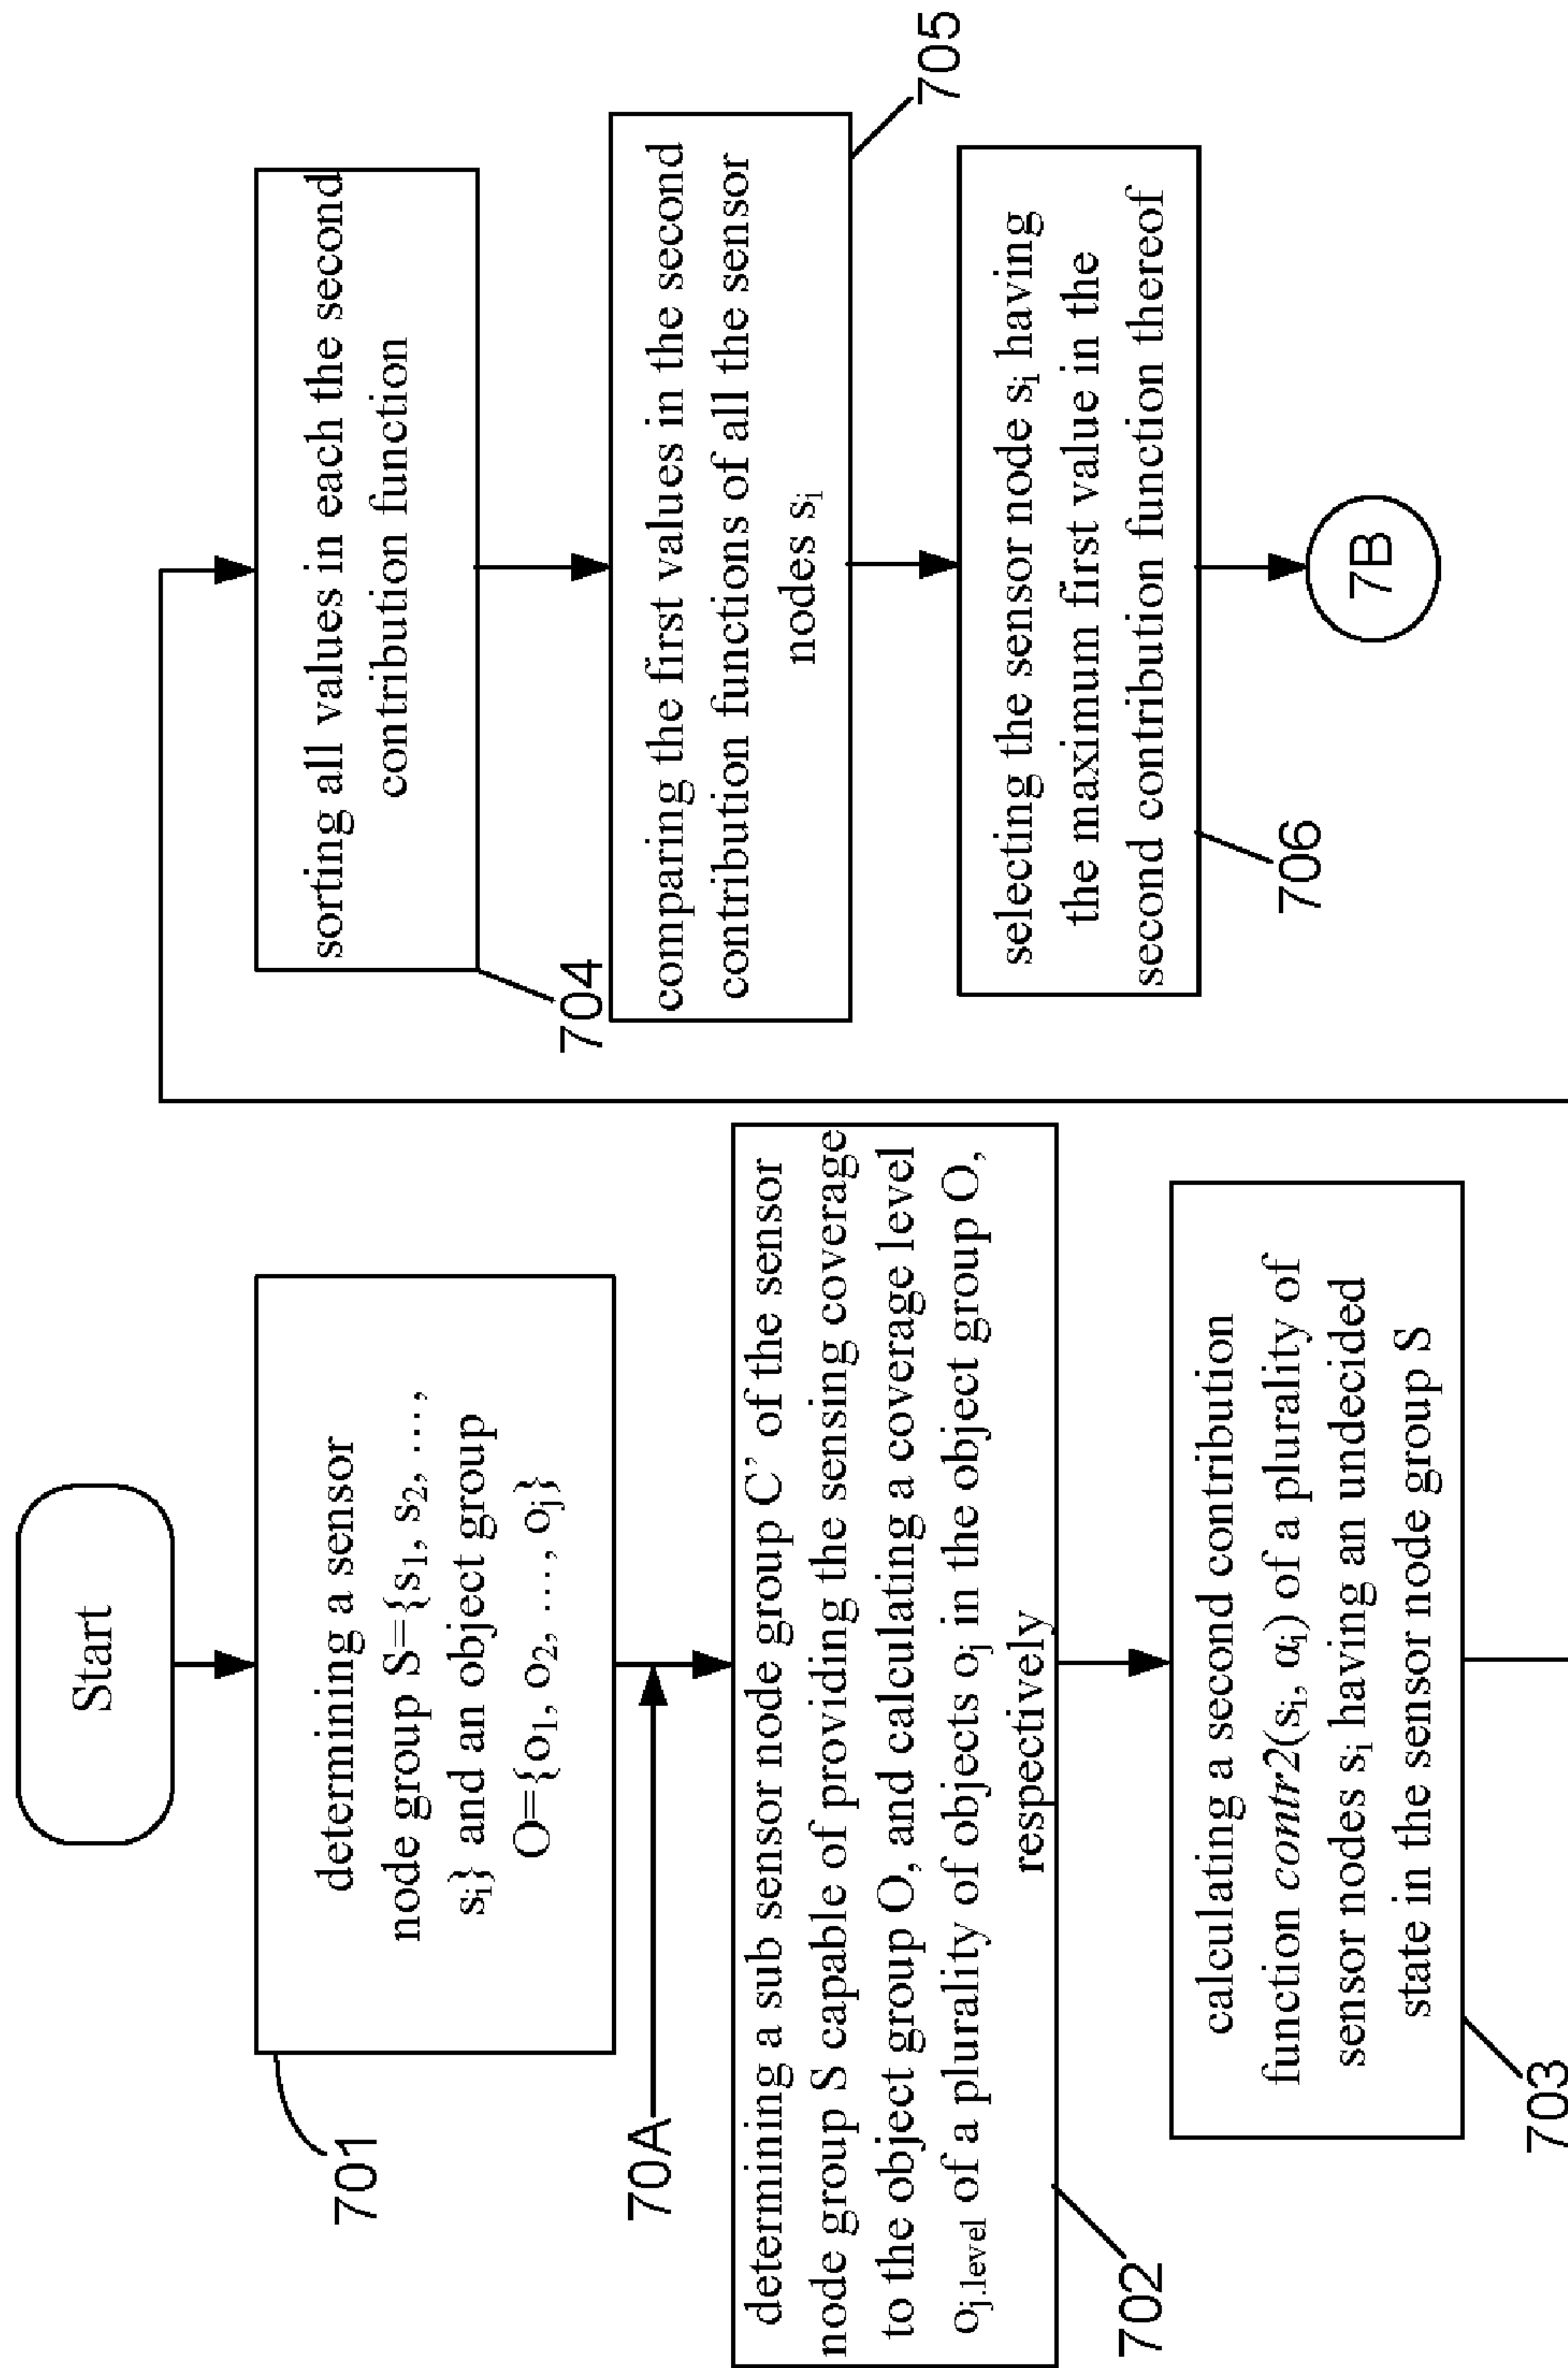 Start
determining a sensor
node group S={s1, s2, …,
si} and an object group
O={o1, o2, …, oj}
701
70A
determining a sub sensor node group C’ of the sensor
node group S capable of providing the sensing coverage
to the object group O, and calculating a coverage level
oj.level of a plurality of objects oj in the object group O,
respectively
702
calculating a second contribution
function contr2(si, αi) of a plurality of
sensor nodes si having an undecided
state in the sensor node group S
703
sorting all values in each the second
contribution function
704
comparing the first values in the second
contribution functions of all the sensor
nodes si
705
selecting the sensor node si having
the maximum first value in the
second contribution function thereof
706
7B